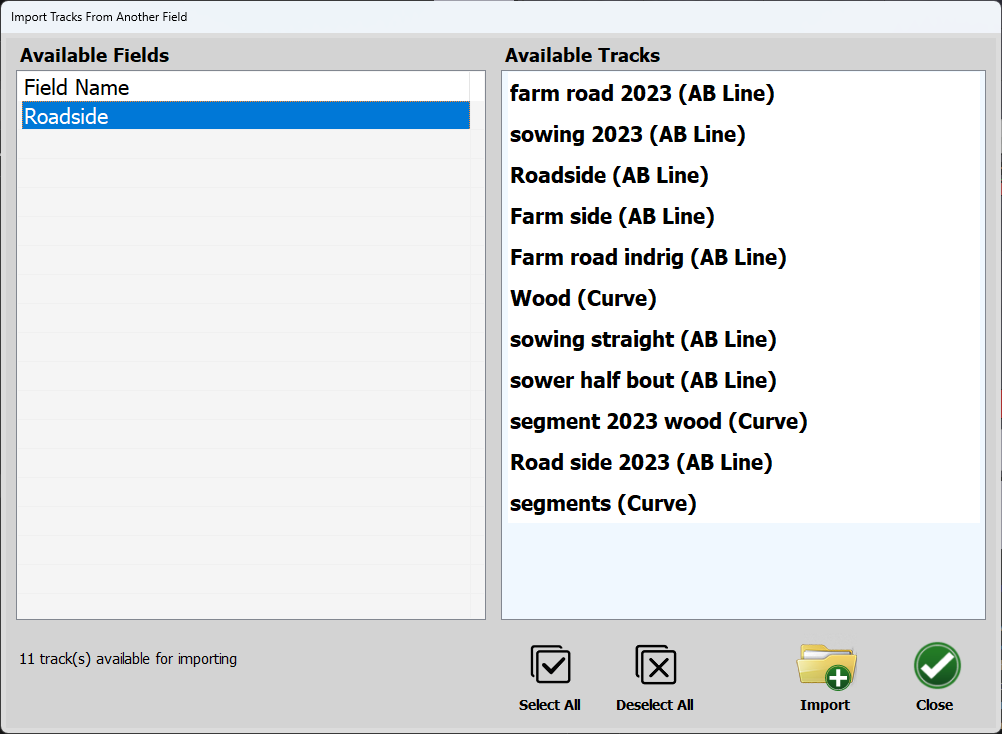 Import Tracks From Another Field
Available Fields
Field Name
Roadside
Available Tracks
farm road 2023 (AB Line)
sowing 2023 (AB Line)
Roadside (AB Line)
Farm side (AB Line)
Farm road indrig (AB Line)
Wood (Curve)
sowing straight (AB Line)
sower half bout (AB Line)
segment 2023 wood (Curve)
Road side 2023 (AB Line)
segments (Curve)
11 track(s) available for importing
Select All
Deselect All
Import
Close